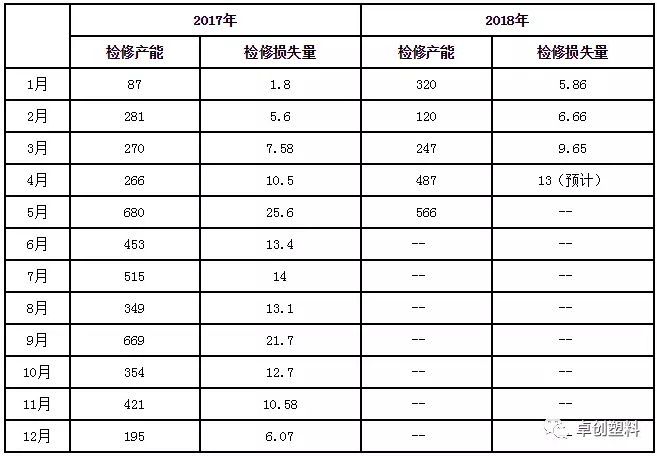 2017年 2018年
检修产能 检修损失量 检修产能 检修损失量
1月 87 1.8 320 5.86
2月 281 5.6 120 6.66
3月 270 7.58 247 9.65
4月 266 10.5 487 13（预计）
5月 680 25.6 566 --
6月 453 13.4 -- --
7月 515 14 -- --
8月 349 13.1 -- --
9月 669 21.7 -- --
10月 354 12.7 -- --
11月 421 10.58 -- --
12月 195 6.07 -- --
卓创塑料